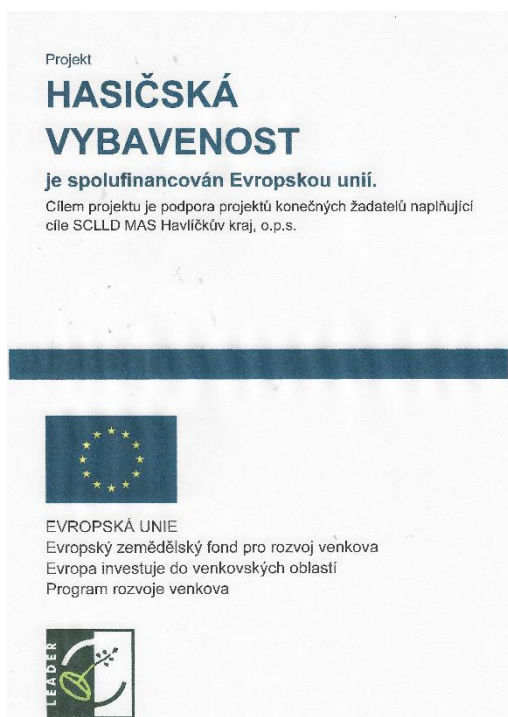 Projekt
HASIČSKÁ
VYBAVENOST
je spolufinancován Evropskou unií.
Cílem projektu je podpora projektů konečných žadatelů naplňující
cíle SCLLD MAS Havlíčkův kraj, o.p.s.
EVROPSKÁ UNIE
Evropský zemědělský fond pro rozvoj venkova
Evropa investuje do venkovských oblastí
Program rozvoje venkova
LEADER